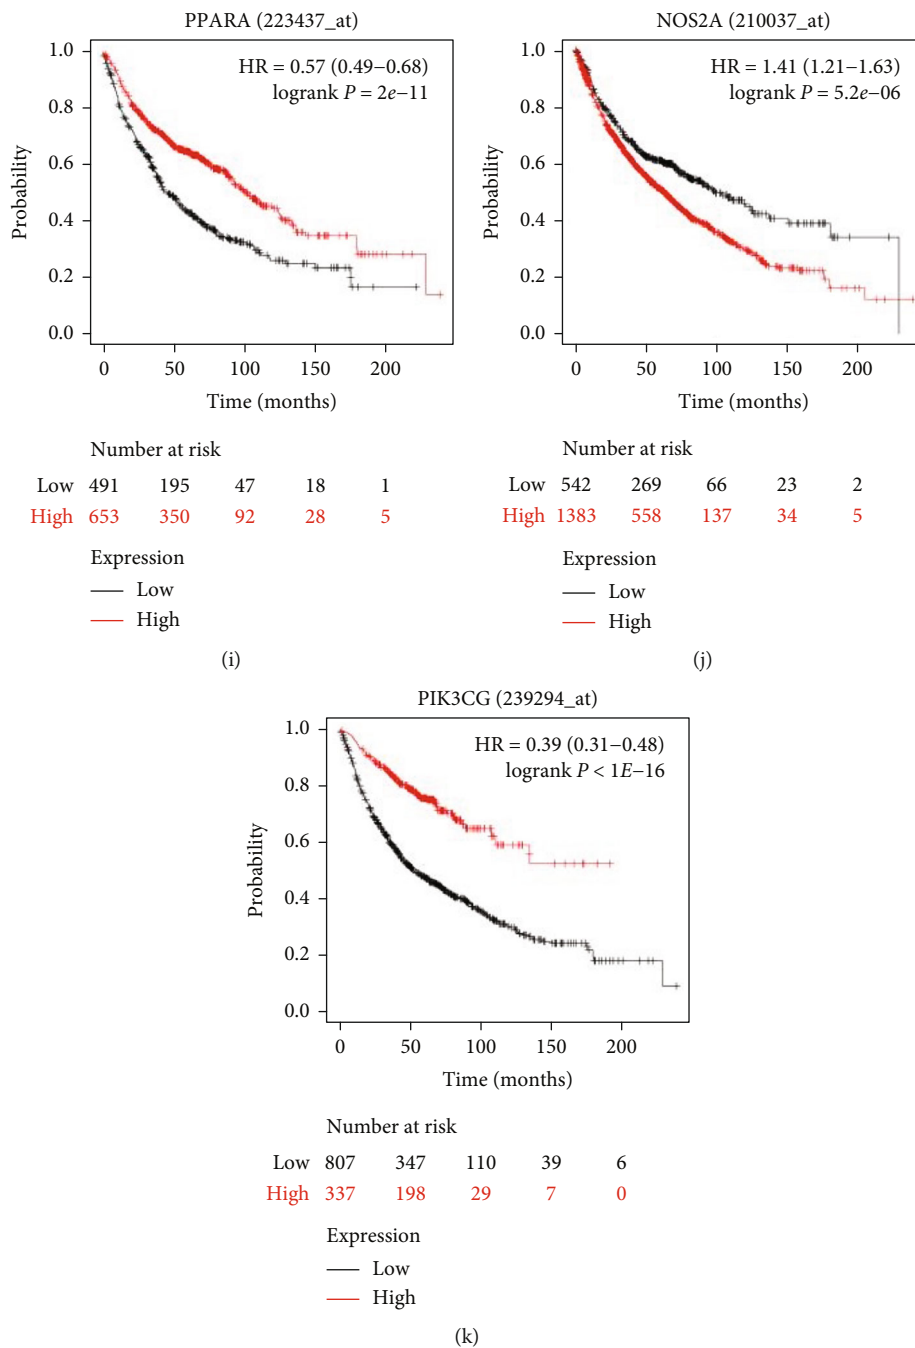 PPARA (223437_at)
HR = 0.57 (0.49–0.68)
logrank P = 2e−11
1.0
0.8
0.6
0.4
0.2
0.0
Probability
0 50 100 150 200
Time (months)
Number at risk
Low 491 195 47 18 1
High 653 350 92 28 5
Expression
Low
High
(i)
NOS2A (210037_at)
HR = 1.41 (1.21–1.63)
logrank P = 5.2e−06
1.0
0.8
0.6
0.4
0.2
0.0
Probability
0 50 100 150 200
Time (months)
Number at risk
Low 542 269 66 23 2
High 1383 558 137 34 5
Expression
Low
High
(j)
PIK3CG (239294_at)
HR = 0.39 (0.31–0.48)
logrank P < 1E−16
1.0
0.8
0.6
0.4
0.2
0.0
Probability
0 50 100 150 200
Time (months)
Number at risk
Low 807 347 110 39 6
High 337 198 29 7 0
Expression
Low
High
(k)